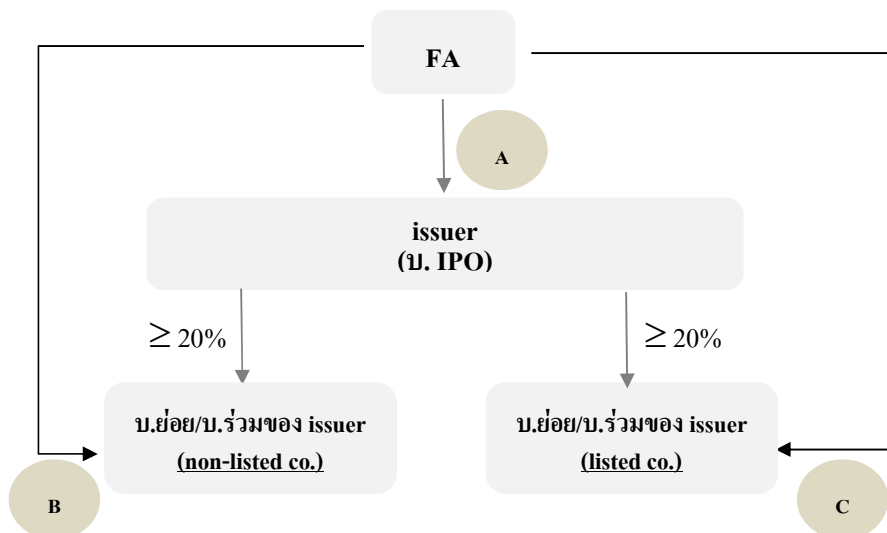 FA
A
issuer
(บ. IPO)
≥ 20%
≥ 20%
บ.ย่อย/บ.ร่วมของ issuer
(non-listed co.)
บ.ย่อย/บ.ร่วมของ issuer
(listed co.)
B
C